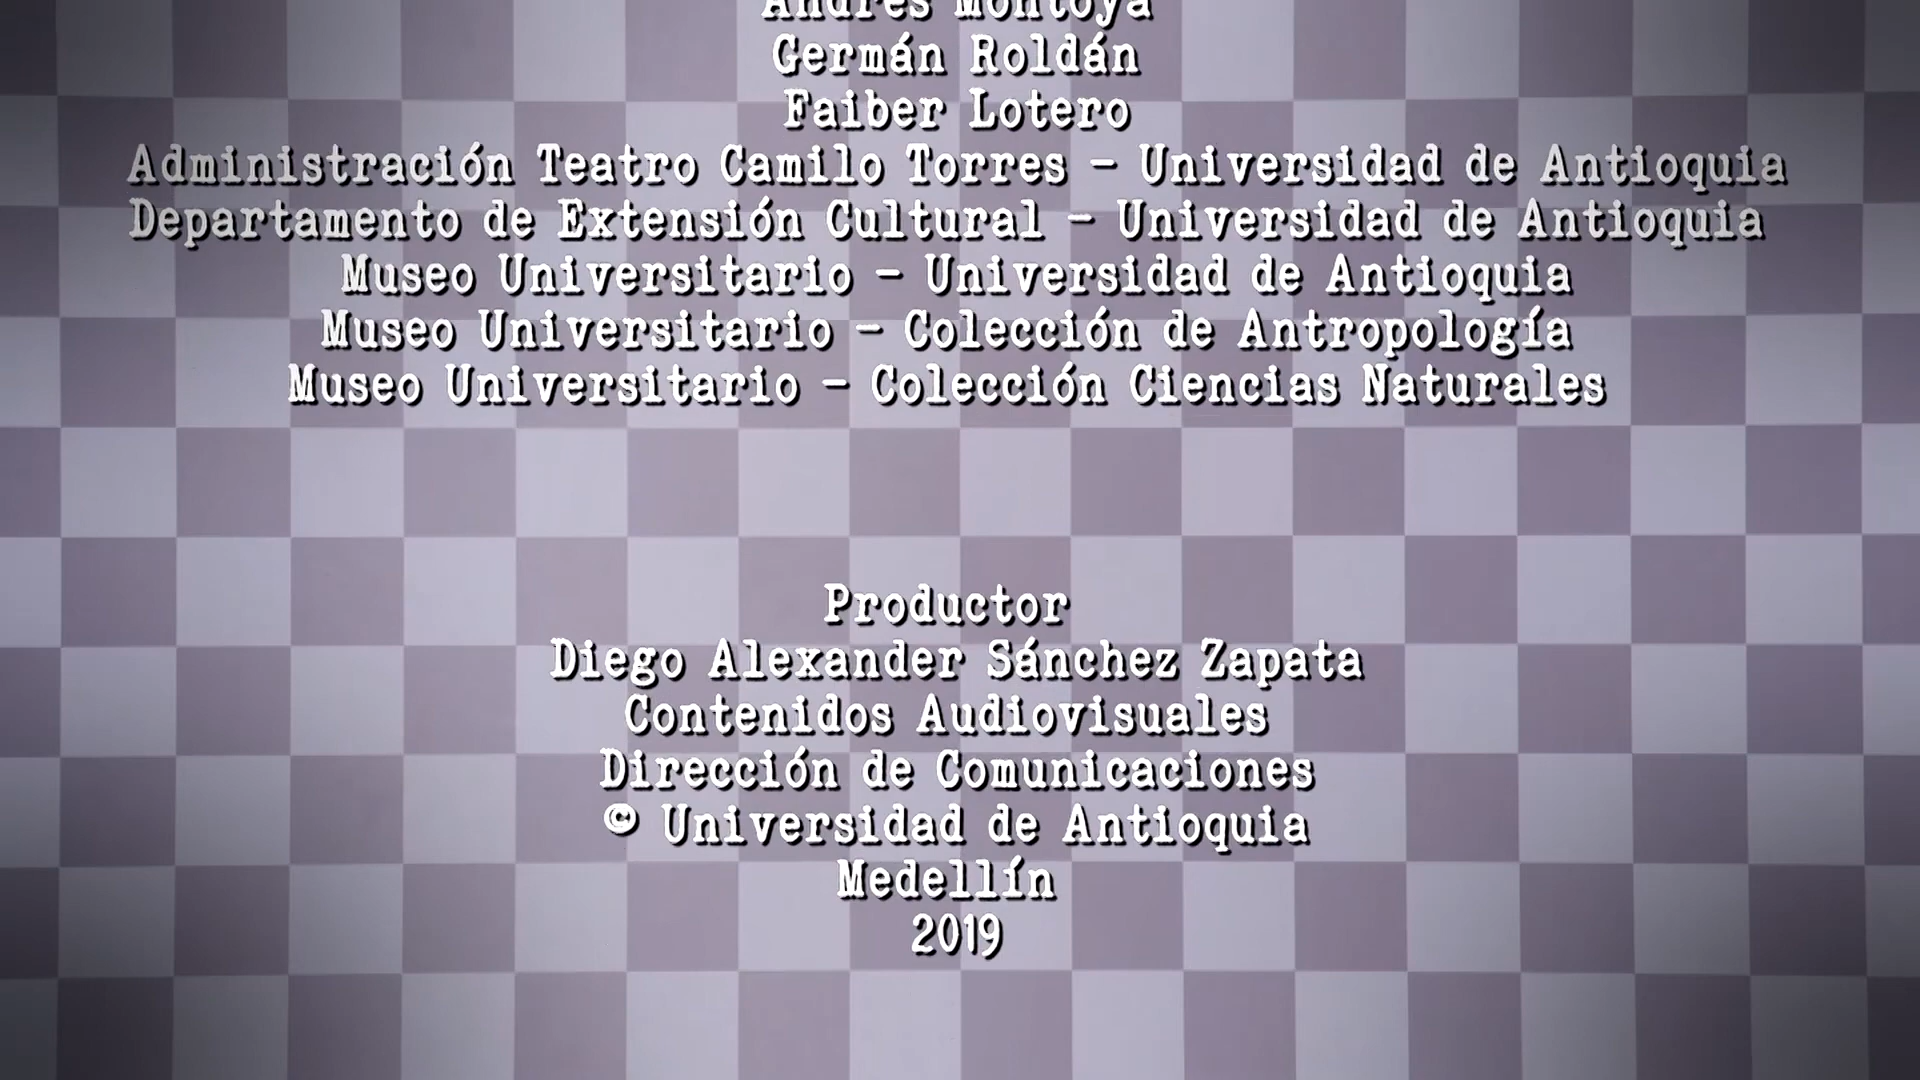 Andrés Montoya
Germán Roldán
Faiber Lotero
Administración Teatro Camilo Torres - Universidad de Antioquia
Departamento de Extensión Cultural - Universidad de Antioquia
Museo Universitario - Universidad de Antioquia
Museo Universitario - Colección de Antropología
Museo Universitario - Colección Ciencias Naturales
Productor
Diego Alexander Sánchez Zapata
Contenidos Audiovisuales
Dirección de Comunicaciones
© Universidad de Antioquia
Medellín
2019